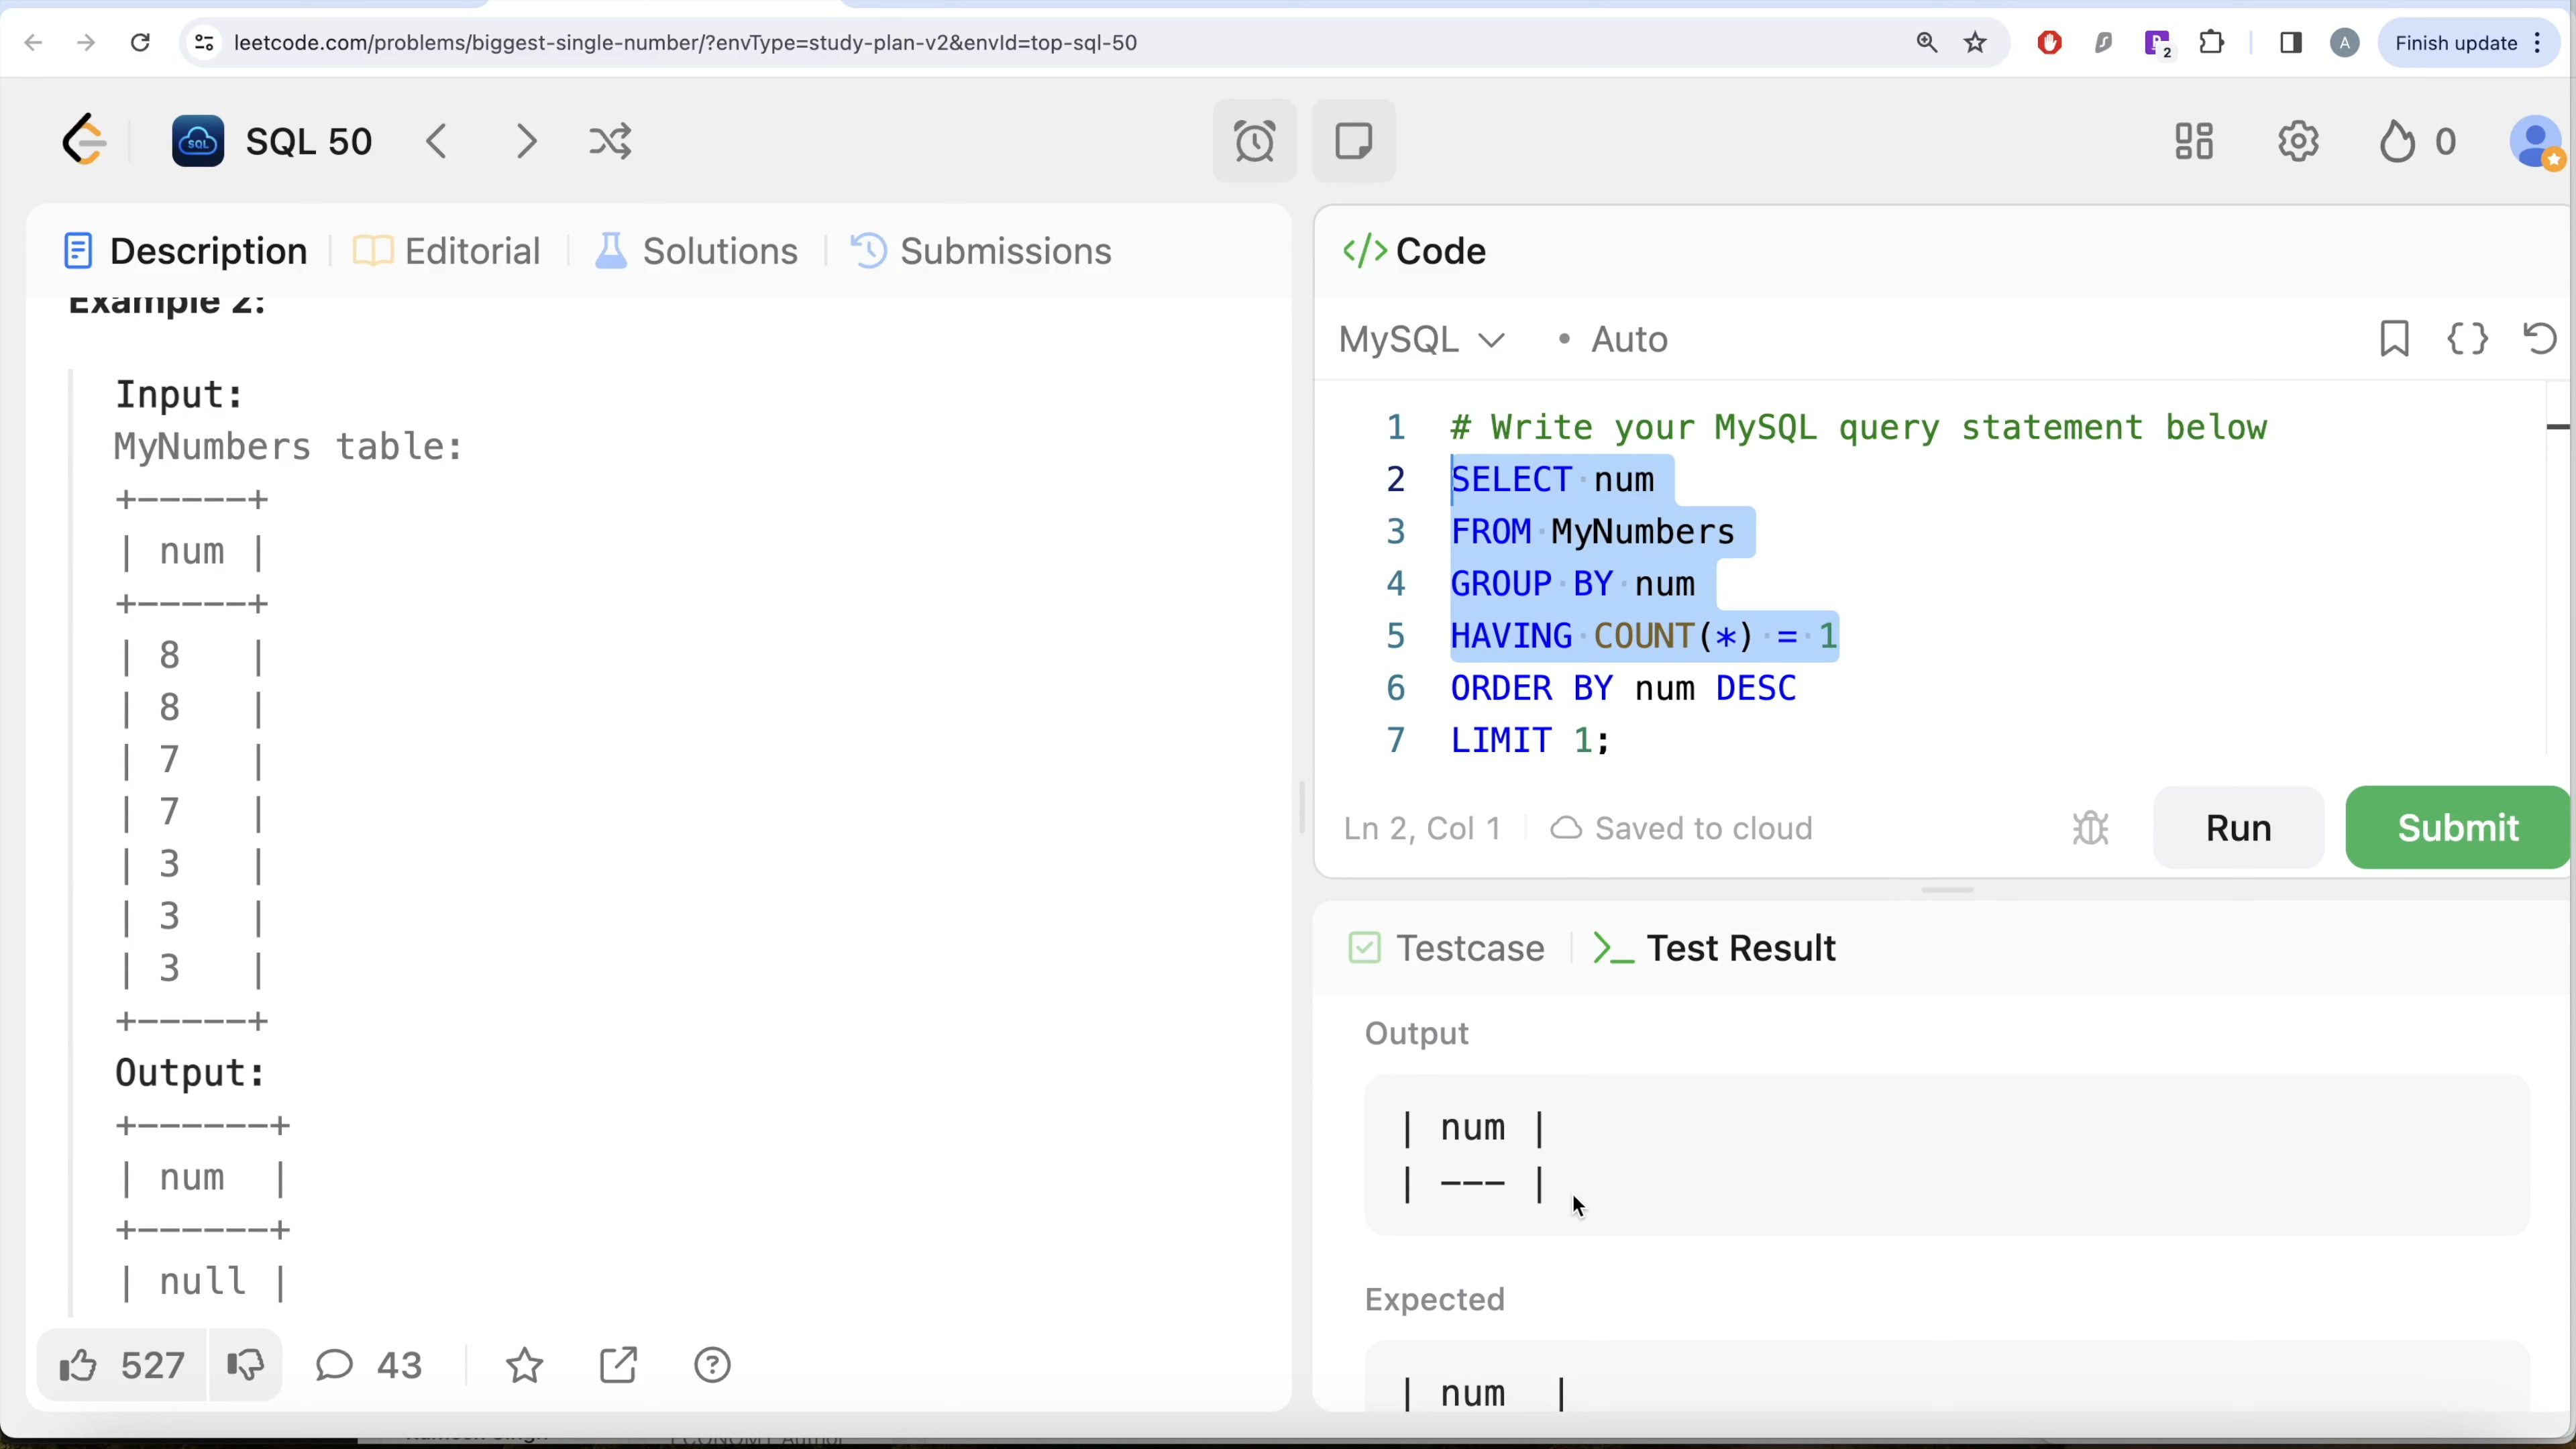 leetcode.com/problems/biggest-single-number/?envType=study-plan-v2&envId=top-sql-50
2
A
Finish update
SQL
SQL 50
0
Description
Editorial
Solutions
Submissions
Example 2:
Input:
MyNumbers table:
+-----+
| num |
+-----+
| 8   |
| 8   |
| 7   |
| 7   |
| 3   |
| 3   |
| 3   |
+-----+
Output:
+------+
| num  |
+------+
| null |
527
43
</> Code
MySQL
• Auto
1 # Write your MySQL query statement below
2 SELECT num
3 FROM MyNumbers
4 GROUP BY num
5 HAVING COUNT(*) = 1
6 ORDER BY num DESC
7 LIMIT 1;
Ln 2, Col 1
Saved to cloud
Run
Submit
Testcase
>_ Test Result
Output
| num |
| --- |
Expected
| num  |